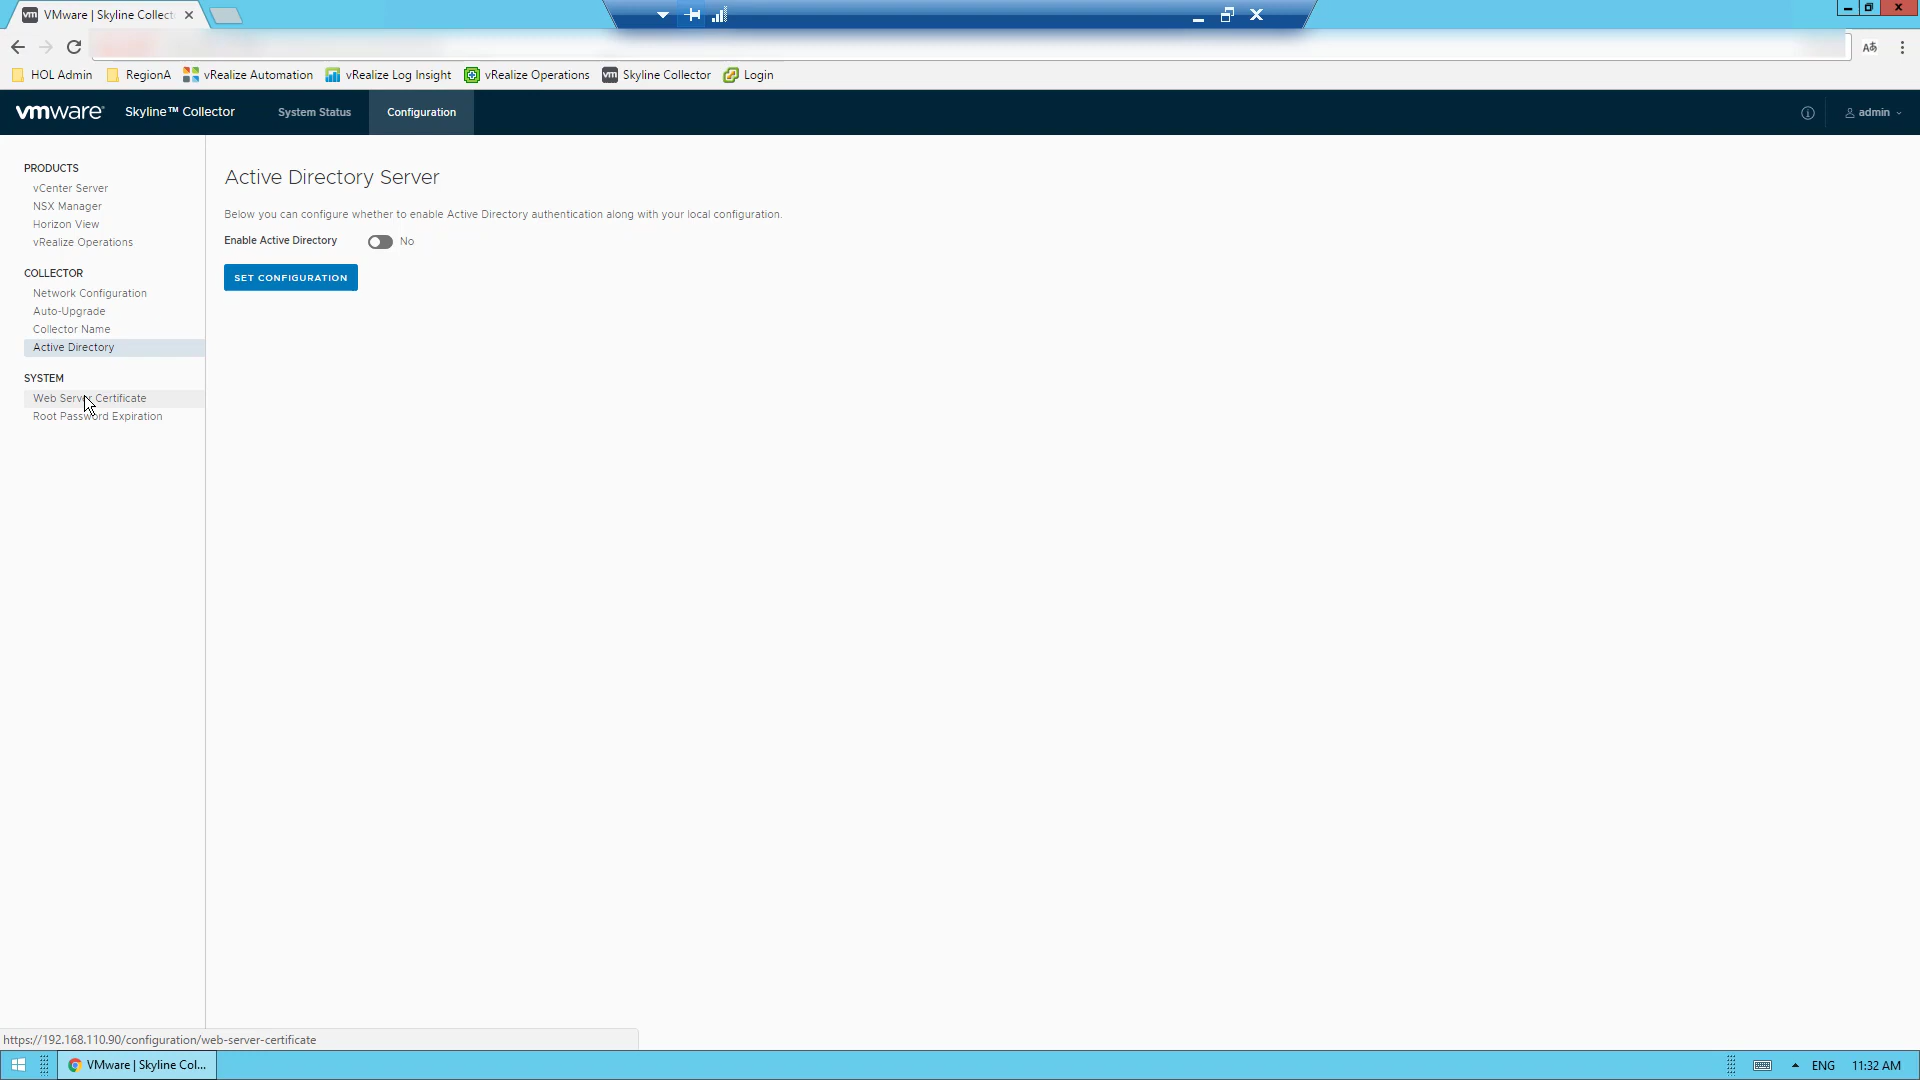 VMware | Skyline Collect
HOL Admin
RegionA
vRealize Automation
vRealize Log Insight
vRealize Operations
Skyline Collector
Login
vmware
Skyline™ Collector
System Status
Configuration
admin
PRODUCTS
vCenter Server
NSX Manager
Horizon View
vRealize Operations
COLLECTOR
Network Configuration
Auto-Upgrade
Collector Name
Active Directory
SYSTEM
Web Server Certificate
Root Password Expiration
Active Directory Server
Below you can configure whether to enable Active Directory authentication along with your local configuration.
Enable Active Directory
No
SET CONFIGURATION
https://192.168.110.90/configuration/web-server-certificate
VMware | Skyline Col...
ENG
11:32 AM